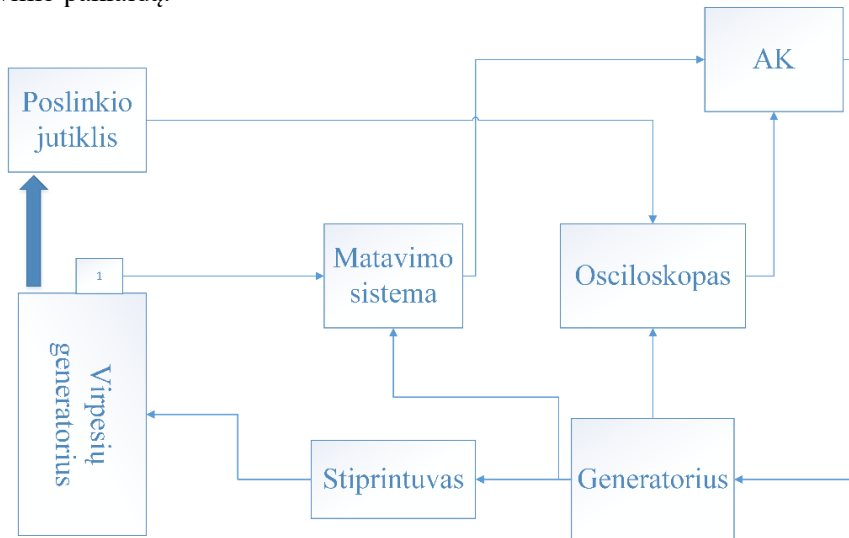 AK
Poslinkio
jutiklis
1
Matavimo
sistema
Osciloskopas
Virpesių
generatorius
Stiprintuvas
Generatorius